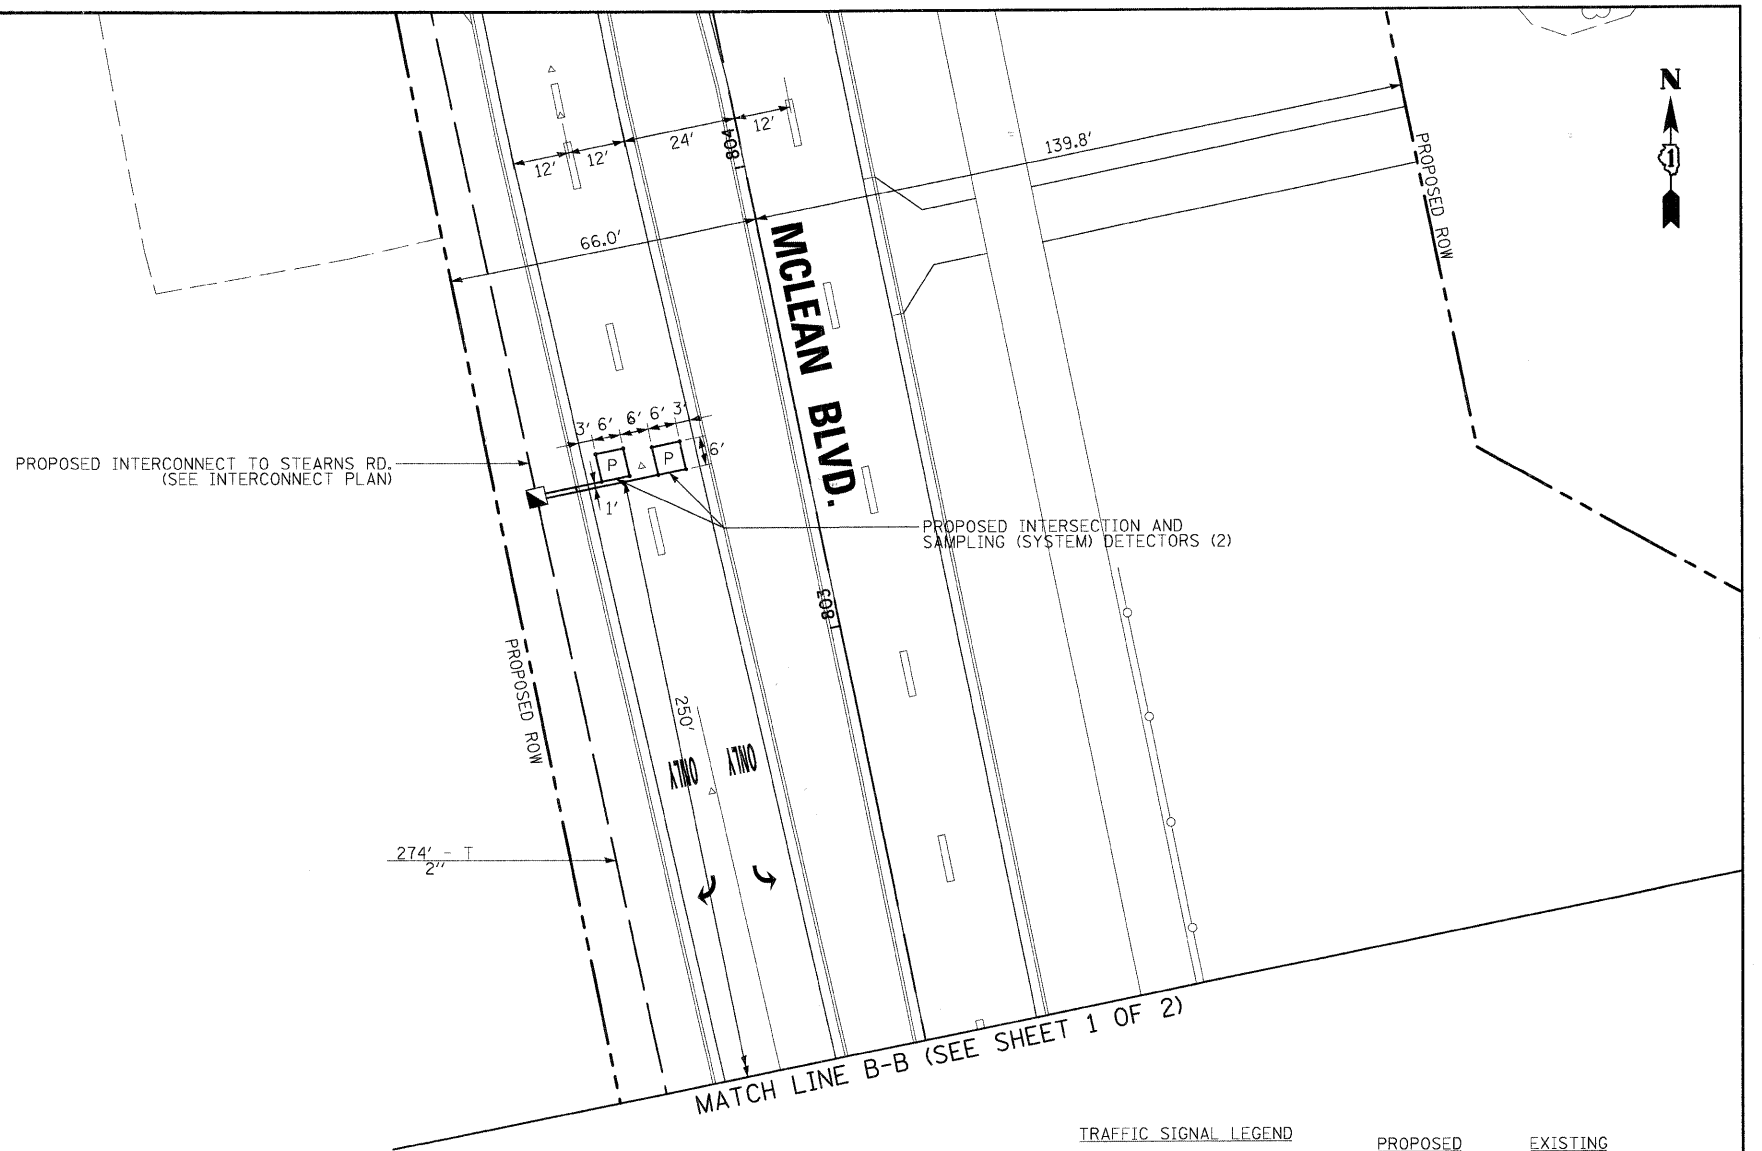 N
1
12'
12'
24'
12'
804
139.8'
PROPOSED ROW
66.0'
MCLEAN BLVD.
3' 6' 6' 6' 3'
P
P
6'
PROPOSED INTERCONNECT TO STEARNS RD.
(SEE INTERCONNECT PLAN)
1'
PROPOSED INTERSECTION AND
SAMPLING (SYSTEM) DETECTORS (2)
803
PROPOSED ROW
250'
ONLY
ONLY
274' - T
2"
MATCH LINE B-B (SEE SHEET 1 OF 2)
TRAFFIC SIGNAL LEGEND
PROPOSED
EXISTING